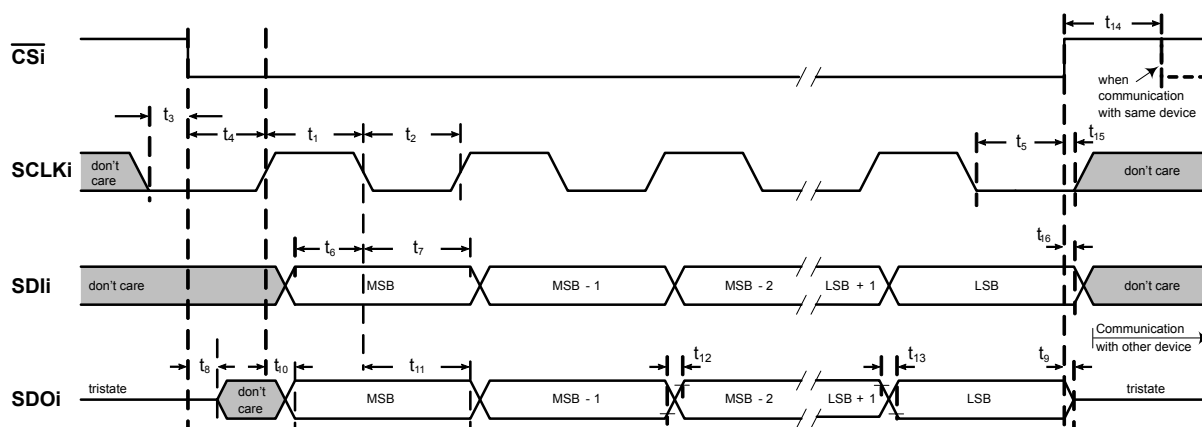 t14
CSi
when
communication
with same device
t3
t4
t1
t2
t5
t15
SCLKi
don't
care
don't care
t6
t7
t16
SDIi
don't care
MSB
MSB - 1
MSB - 2
LSB + 1
LSB
don't care
Communication
with other device
t8
t10
t11
t12
t13
t9
SDOi
tristate
don't
care
MSB
MSB - 1
MSB - 2
LSB + 1
LSB
tristate